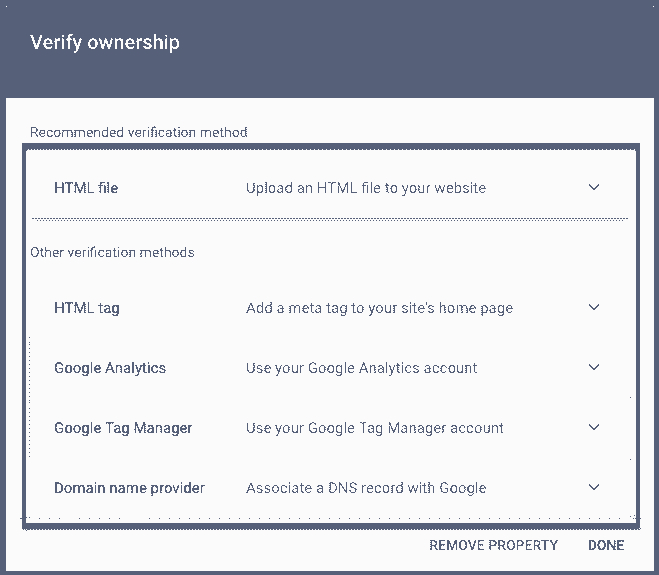 Verify ownership
Recommended verification method
HTML file Upload an HTML file to your website
Other verification methods
HTML tag Add a meta tag to your site's home page
Google Analytics Use your Google Analytics account
Google Tag Manager Use your Google Tag Manager account
Domain name provider Associate a DNS record with Google
REMOVE PROPERTY DONE